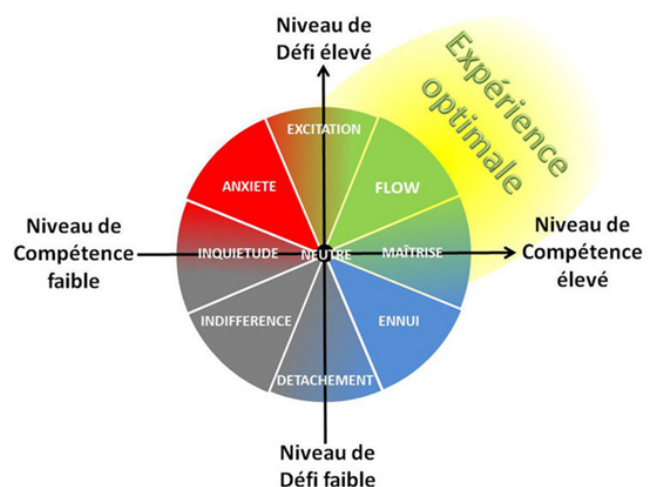 Niveau de
Défi élevé
Expérience
optimale
EXCITATION
ANXIETE
FLOW
Niveau de
Compétence
faible
INQUIETUDE
NEUTRE
MAÎTRISE
Niveau de
Compétence
élevé
INDIFFERENCE
ENNUI
DETACHEMENT
Niveau de
Défi faible